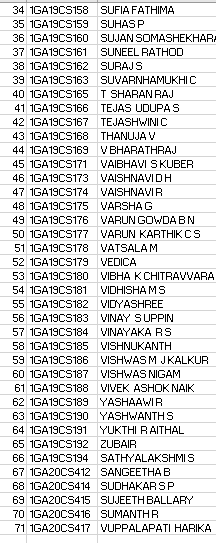 34 1GA19CS158 SUFIA FATHIMA
35 1GA19CS159 SUHAS P
36 1GA19CS160 SUJAN SOMASHEKHARA
37 1GA19CS161 SUNEEL RATHOD
38 1GA19CS162 SURAJ S
39 1GA19CS163 SUVARNHAMUKHI C
40 1GA19CS165 T SHARAN RAJ
41 1GA19CS166 TEJAS UDUPA S
42 1GA19CS167 TEJASHWINI C
43 1GA19CS168 THANUJA V
44 1GA19CS169 V BHARATHRAJ
45 1GA19CS171 VAIBHAVI S KUBER
46 1GA19CS173 VAISHNAVI D H
47 1GA19CS174 VAISHNAVI R
48 1GA19CS175 VARSHA G
49 1GA19CS176 VARUN GOWDA B N
50 1GA19CS177 VARUN KARTHIK C S
51 1GA19CS178 VATSALA M
52 1GA19CS179 VEDICA
53 1GA19CS180 VIBHA K CHITRAVVARA
54 1GA19CS181 VIDHISHA M S
55 1GA19CS182 VIDYASHREE
56 1GA19CS183 VINAY S UPPIN
57 1GA19CS184 VINAYAKA R S
58 1GA19CS185 VISHNUKANTH
59 1GA19CS186 VISHWAS M J KALKUR
60 1GA19CS187 VISHWAS NIGAM
61 1GA19CS188 VIVEK ASHOK NAIK
62 1GA19CS189 YASHAAWI R
63 1GA19CS190 YASHWANTH S
64 1GA19CS191 YUKTHI R AITHAL
65 1GA19CS192 ZUBAIR
66 1GA19CS194 SATHYALAKSHMI S
67 1GA20CS412 SANGEETHA B
68 1GA20CS414 SUDHAKAR S P
69 1GA20CS415 SUJEETH BALLARY
70 1GA20CS416 SUMANTH R
71 1GA20CS417 VUPPALAPATI HARIKA